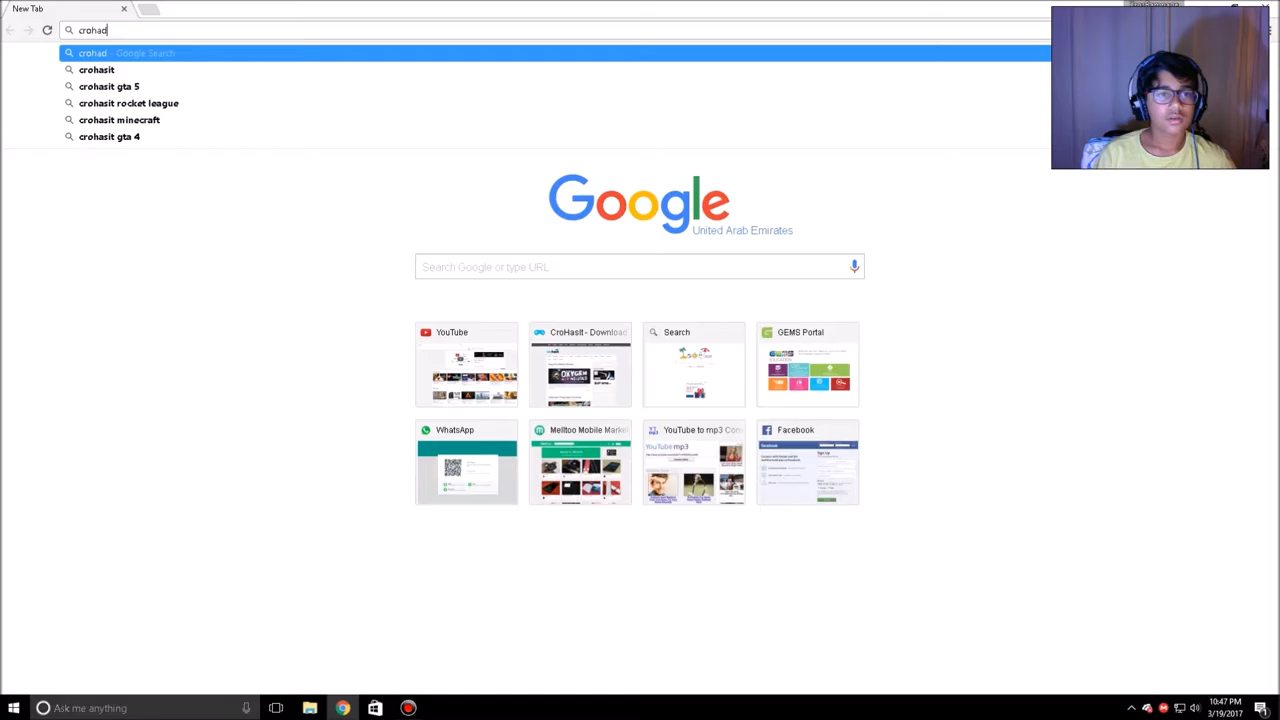 New Tab
crohad
crohad - Google Search
crohasit
crohasit gta 5
crohasit rocket league
crohasit minecraft
crohasit gta 4
Google
United Arab Emirates
Search Google or type URL
YouTube
CroHasIt - Download
Search
GEMS Portal
WhatsApp
Melltoo Mobile Marke
YouTube to mp3 Con
Facebook
Ask me anything
10:47 PM
3/19/2017